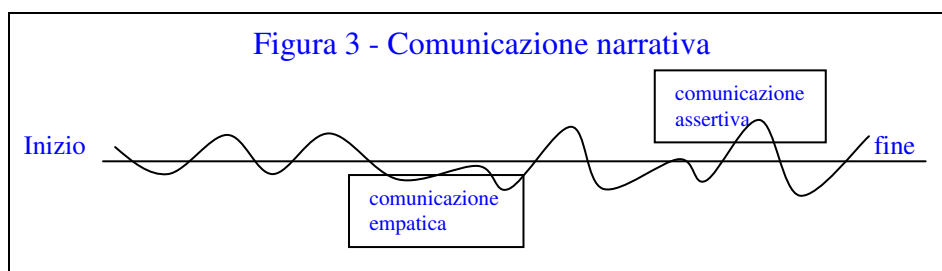 Figura 3 - Comunicazione narrativa
comunicazione
assertiva
Inizio
fine
comunicazione
empatica